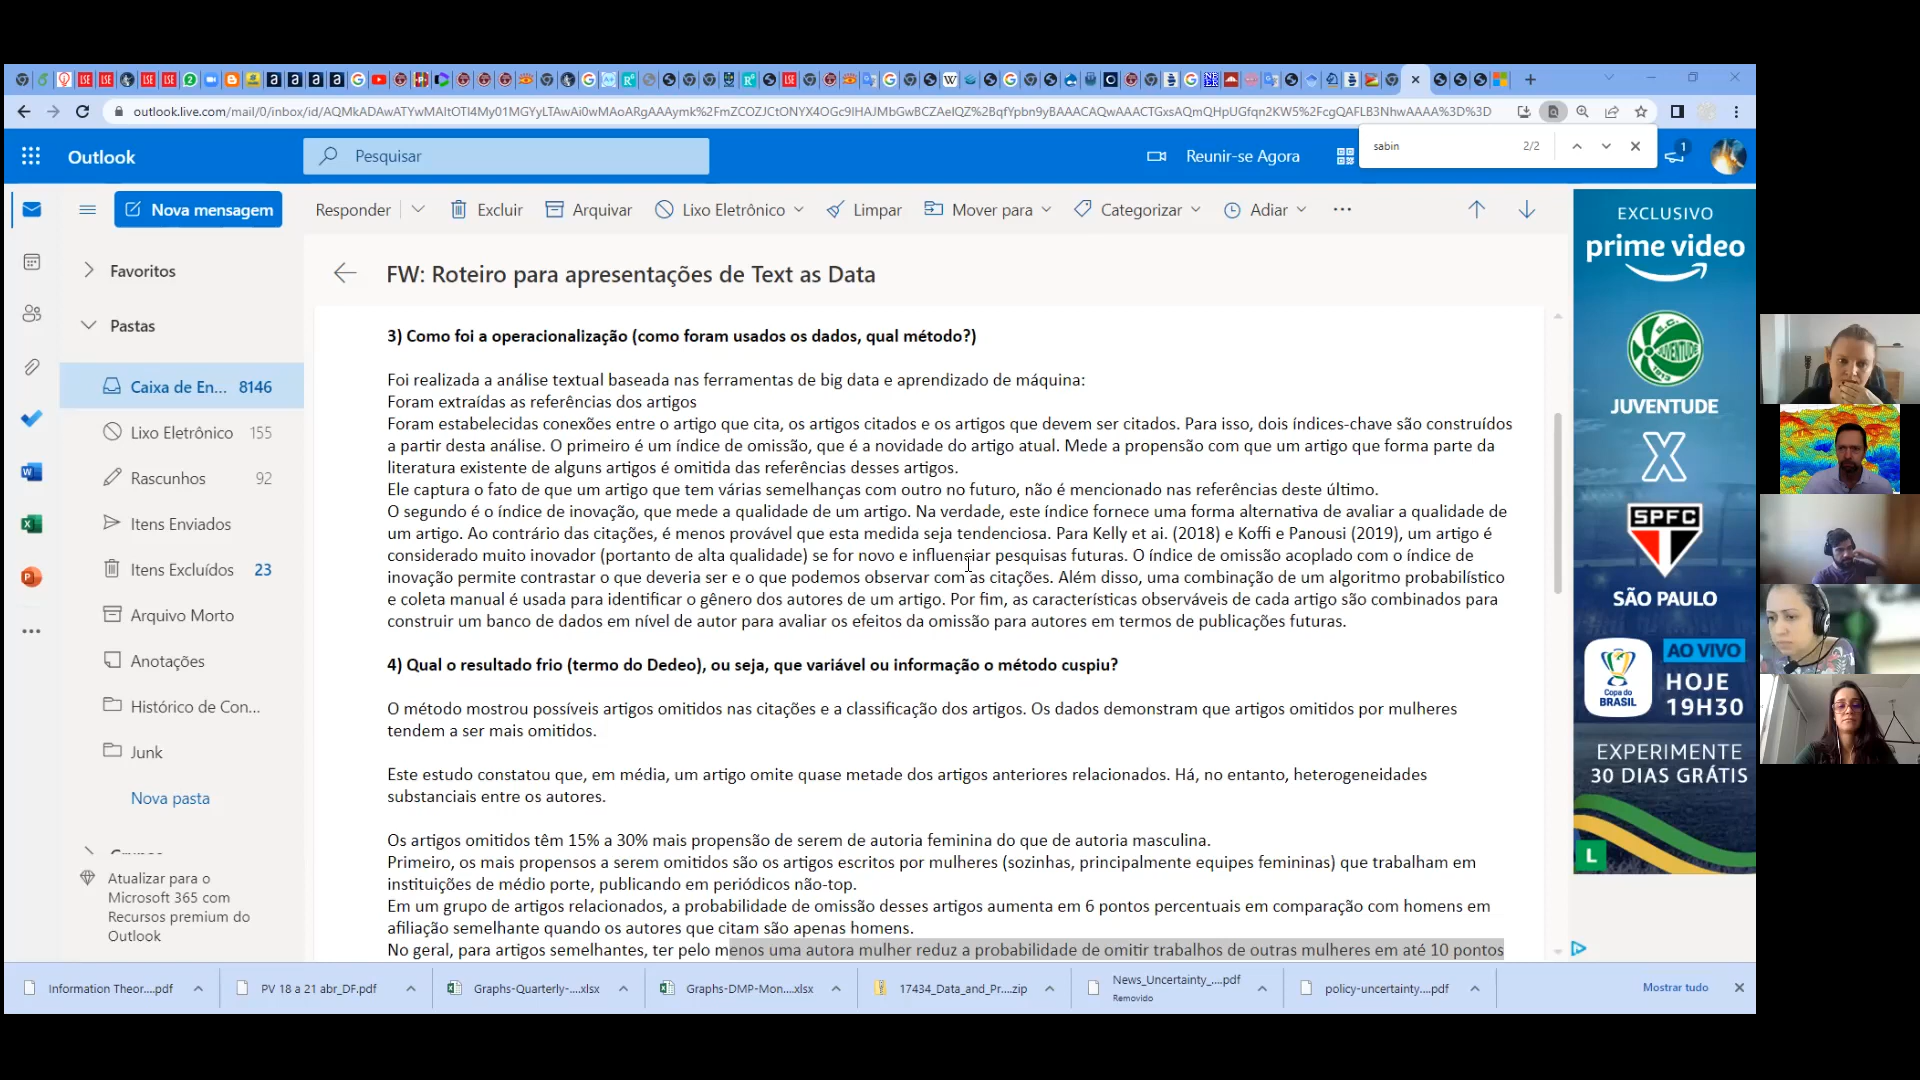 outlook.live.com/mail/0/inbox/id/AQMkADAwATYwMAItOTI4My01MGYyLTAwAi0wMAoARgAAAymk%2FmZCOZJCtONYX4OGc9IHAJMbGwBCZAeIQZ%2BqfYpbn9yBAAACAQwAAACTGxsAQmQHpUGfqn2KW5%2FcgQAFLB3NhwAAAA%3D%3D
sabin
2/2
Outlook
Pesquisar
Reunir-se Agora
1
Nova mensagem
Responder
Excluir
Arquivar
Lixo Eletrônico
Limpar
Mover para
Categorizar
Adiar
Favoritos
Pastas
Caixa de En... 8146
Lixo Eletrônico 155
Rascunhos 92
Itens Enviados
Itens Excluídos 23
Arquivo Morto
Anotações
Histórico de Con...
Junk
Nova pasta
Atualizar para o
Microsoft 365 com
Recursos premium do
Outlook
FW: Roteiro para apresentações de Text as Data
3) Como foi a operacionalização (como foram usados os dados, qual método?)
Foi realizada a análise textual baseada nas ferramentas de big data e aprendizado de máquina:
Foram extraídas as referências dos artigos
Foram estabelecidas conexões entre o artigo que cita, os artigos citados e os artigos que devem ser citados. Para isso, dois índices-chave são construídos
a partir desta análise. O primeiro é um índice de omissão, que é a novidade do artigo atual. Mede a propensão com que um artigo que forma parte da
literatura existente de alguns artigos é omitida das referências desses artigos.
Ele captura o fato de que um artigo que tem várias semelhanças com outro no futuro, não é mencionado nas referências deste último.
O segundo é o índice de inovação, que mede a qualidade de um artigo. Na verdade, este índice fornece uma forma alternativa de avaliar a qualidade de
um artigo. Ao contrário das citações, é menos provável que esta medida seja tendenciosa. Para Kelly et ai. (2018) e Koffi e Panousi (2019), um artigo é
considerado muito inovador (portanto de alta qualidade) se for novo e influenciar pesquisas futuras. O índice de omissão acoplado com o índice de
inovação permite contrastar o que deveria ser e o que podemos observar com as citações. Além disso, uma combinação de um algoritmo probabilístico
e coleta manual é usada para identificar o gênero dos autores de um artigo. Por fim, as características observáveis de cada artigo são combinados para
construir um banco de dados em nível de autor para avaliar os efeitos da omissão para autores em termos de publicações futuras.
4) Qual o resultado frio (termo do Dedeo), ou seja, que variável ou informação o método cuspiu?
O método mostrou possíveis artigos omitidos nas citações e a classificação dos artigos. Os dados demonstram que artigos omitidos por mulheres
tendem a ser mais omitidos.
Este estudo constatou que, em média, um artigo omite quase metade dos artigos anteriores relacionados. Há, no entanto, heterogeneidades
substanciais entre os autores.
Os artigos omitidos têm 15% a 30% mais propensão de serem de autoria feminina do que de autoria masculina.
Primeiro, os mais propensos a serem omitidos são os artigos escritos por mulheres (sozinhas, principalmente equipes femininas) que trabalham em
instituições de médio porte, publicando em periódicos não-top.
Em um grupo de artigos relacionados, a probabilidade de omissão desses artigos aumenta em 6 pontos percentuais em comparação com homens em
afiliação semelhante quando os autores que citam são apenas homens.
No geral, para artigos semelhantes, ter pelo menos uma autora mulher reduz a probabilidade de omitir trabalhos de outras mulheres em até 10 pontos
EXCLUSIVO
prime video
JUVENTUDE
X
SPFC
SÃO PAULO
Copa do
BRASIL
AO VIVO
HOJE
19H30
EXPERIMENTE
30 DIAS GRÁTIS
L
Information Theor....pdf
PV 18 a 21 abr_DF.pdf
Graphs-Quarterly-....xlsx
Graphs-DMP-Mon....xlsx
17434_Data_and_Pr....zip
News_Uncertainty_....pdf
Removido
policy-uncertainty....pdf
Mostrar tudo